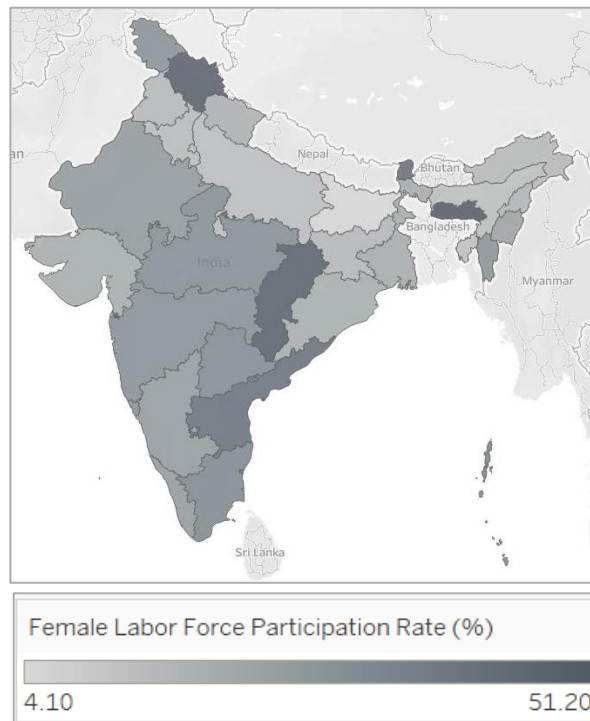 Nepal
an
Bhutan
Bangladesh
India
Myanmar
Sri Lanka
Female Labor Force Participation Rate (%)
4.10 51.20